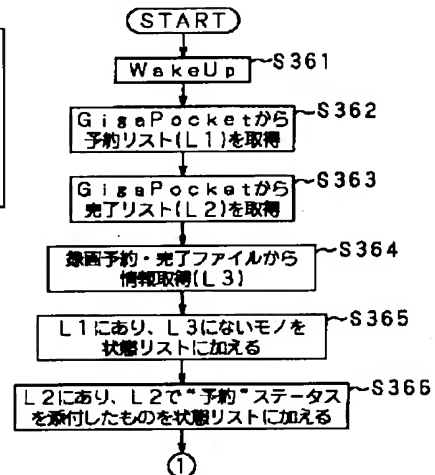 START
WakeUp
S361
GigaPocketから
予約リスト(L1)を取得
S362
GigaPocketから
完了リスト(L2)を取得
S363
録画予約・完了ファイルから
情報取得(L3)
S364
L1にあり、L3にないモノを
状態リストに加える
S365
L2にあり、L2で"予約"ステータス
を添付したものを状態リストに加える
S366
1